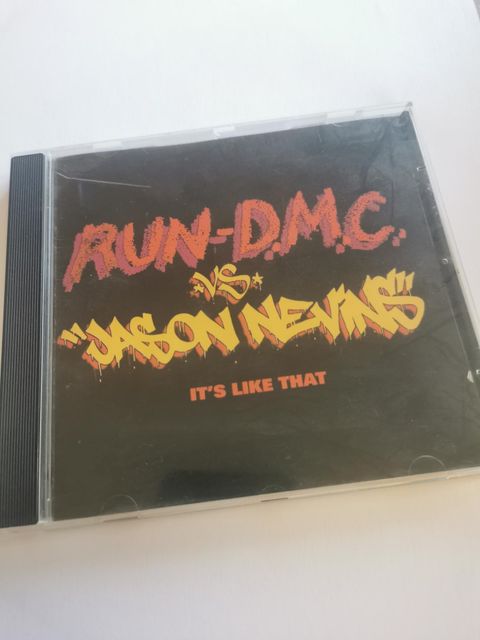 RUN-D.M.C.
*VS*
"JASON NEVINS"
IT'S LIKE THAT